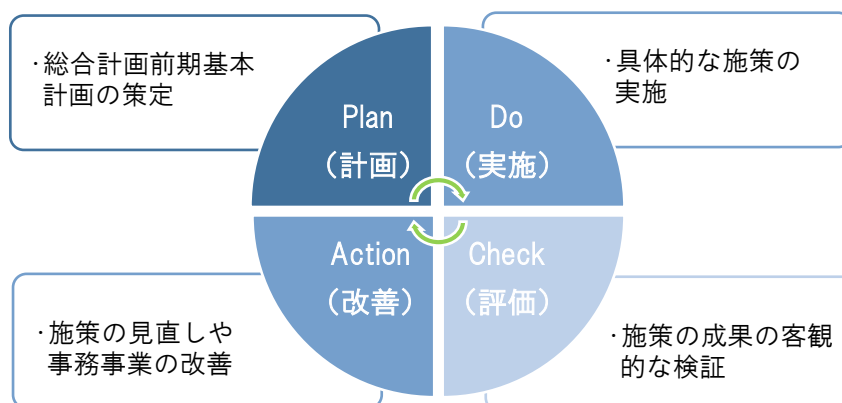 ・総合計画前期基本
計画の策定
Plan
（計画）
・具体的な施策の
実施
Do
（実施）
Action
（改善）
・施策の見直しや
事務事業の改善
Check
（評価）
・施策の成果の客観
的な検証